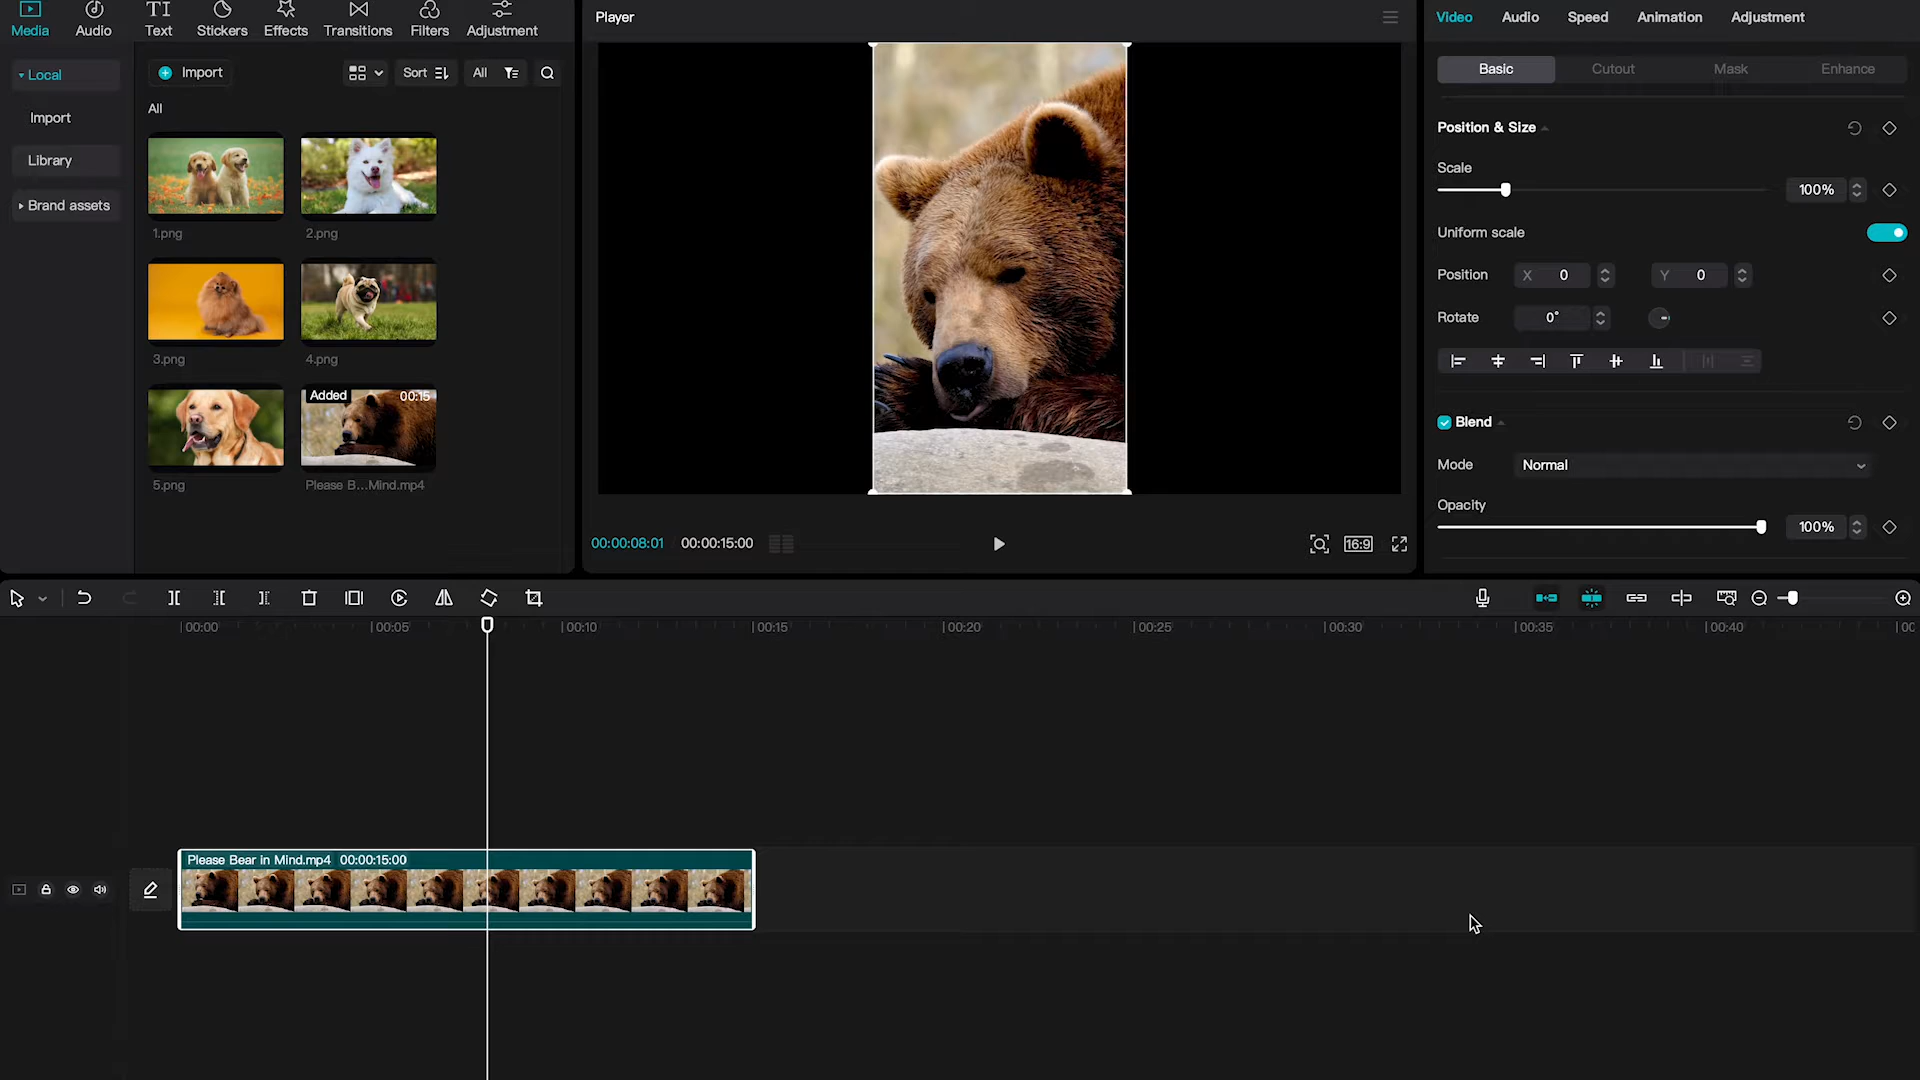 Media
Audio
Text
Stickers
Effects
Transitions
Filters
Adjustment
Local
Import
Library
Brand assets
Import
Sort
All
All
1.png
2.png
3.png
4.png
5.png
Added 00:15
Please B...Mind.mp4
Player
00:00:08:01 00:00:15:00
16:9
Video Audio Speed Animation Adjustment
Basic Cutout Mask Enhance
Position & Size
Scale
100%
Uniform scale
Position X 0 Y 0
Rotate 0°
Blend
Mode Normal
Opacity
100%
00:00 00:05 00:10 00:15 00:20 00:25 00:30 00:35 00:40 00
Please Bear in Mind.mp4 00:00:15:00